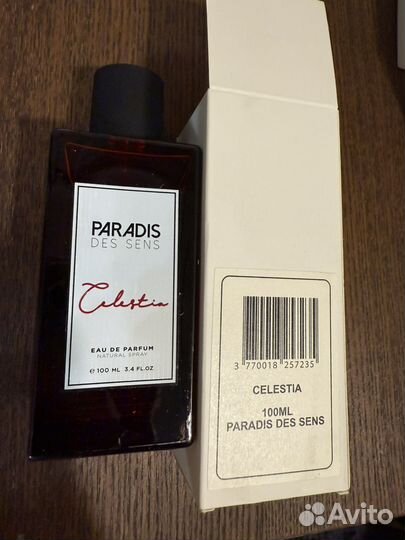 PARADIS
DES SENS
Celestia
EAU DE PARFUM
NATURAL SPRAY
e 100 ML 3.4 FL.OZ
3 770018 257235
CELESTIA
100ML
PARADIS DES SENS
Avito